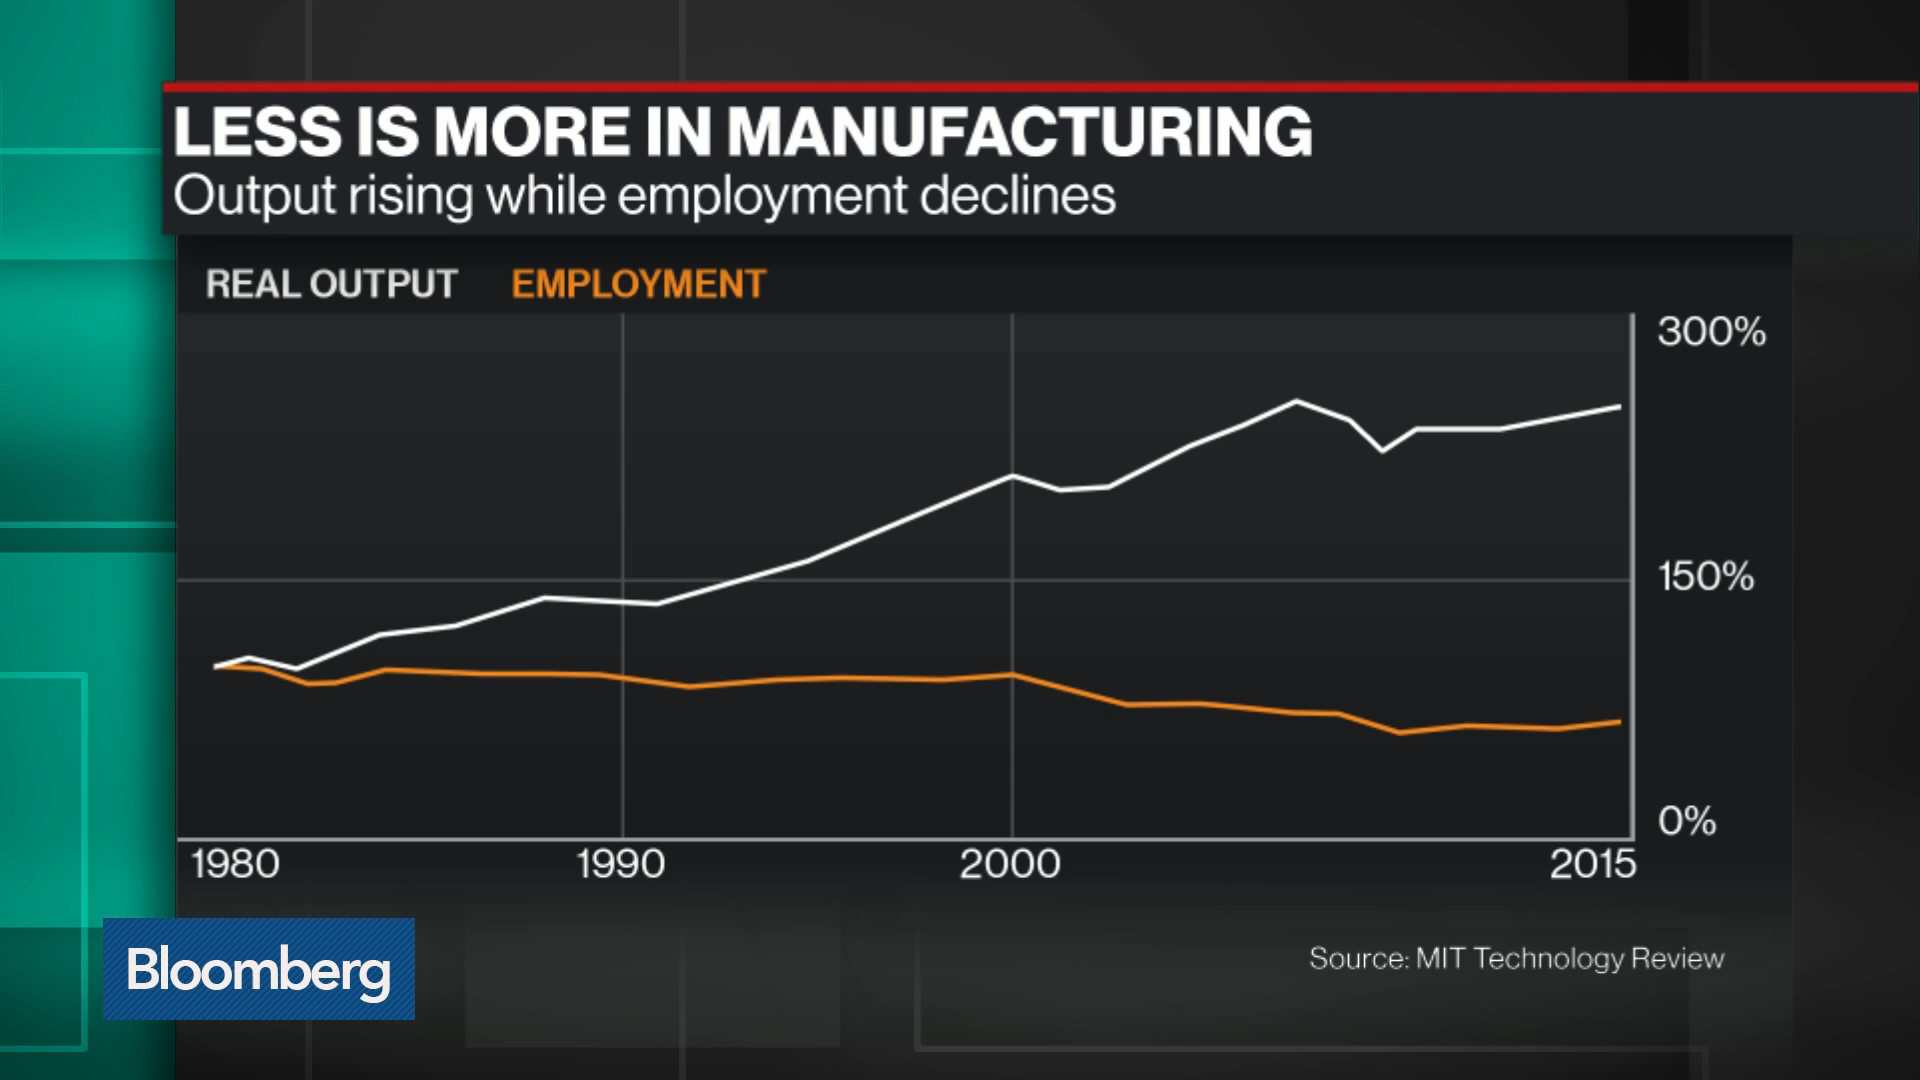 LESS IS MORE IN MANUFACTURING
Output rising while employment declines
REAL OUTPUT EMPLOYMENT
300%
150%
0%
1980 1990 2000 2015
Bloomberg
Source: MIT Technology Review